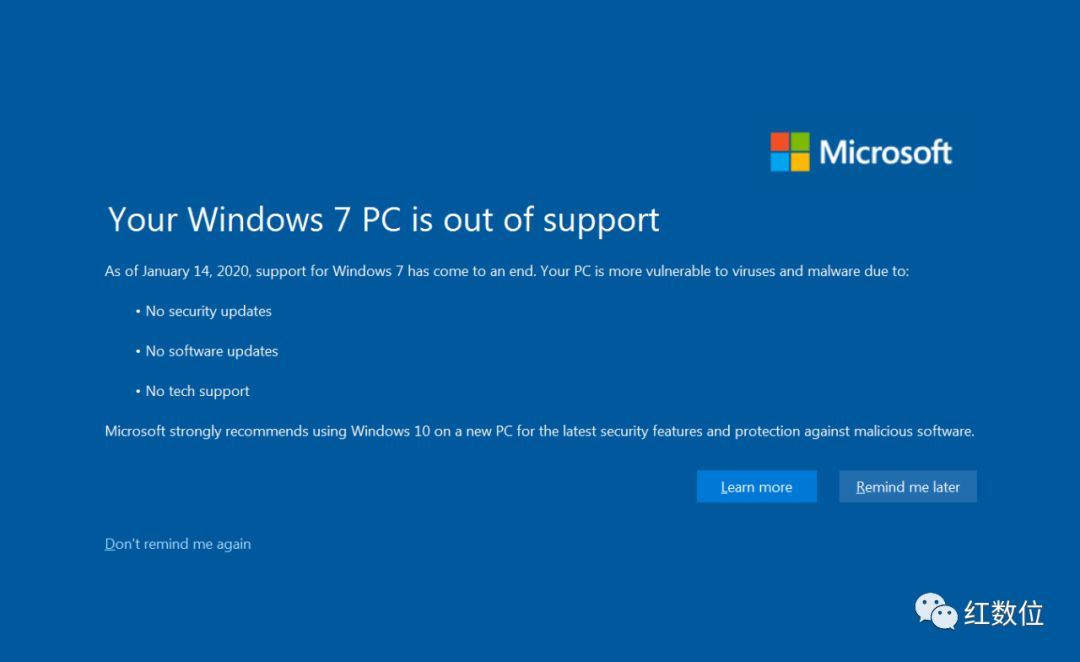 Microsoft
Your Windows 7 PC is out of support
As of January 14, 2020, support for Windows 7 has come to an end. Your PC is more vulnerable to viruses and malware due to:
• No security updates
• No software updates
• No tech support
Microsoft strongly recommends using Windows 10 on a new PC for the latest security features and protection against malicious software.
Learn more
Remind me later
Don't remind me again
红数位